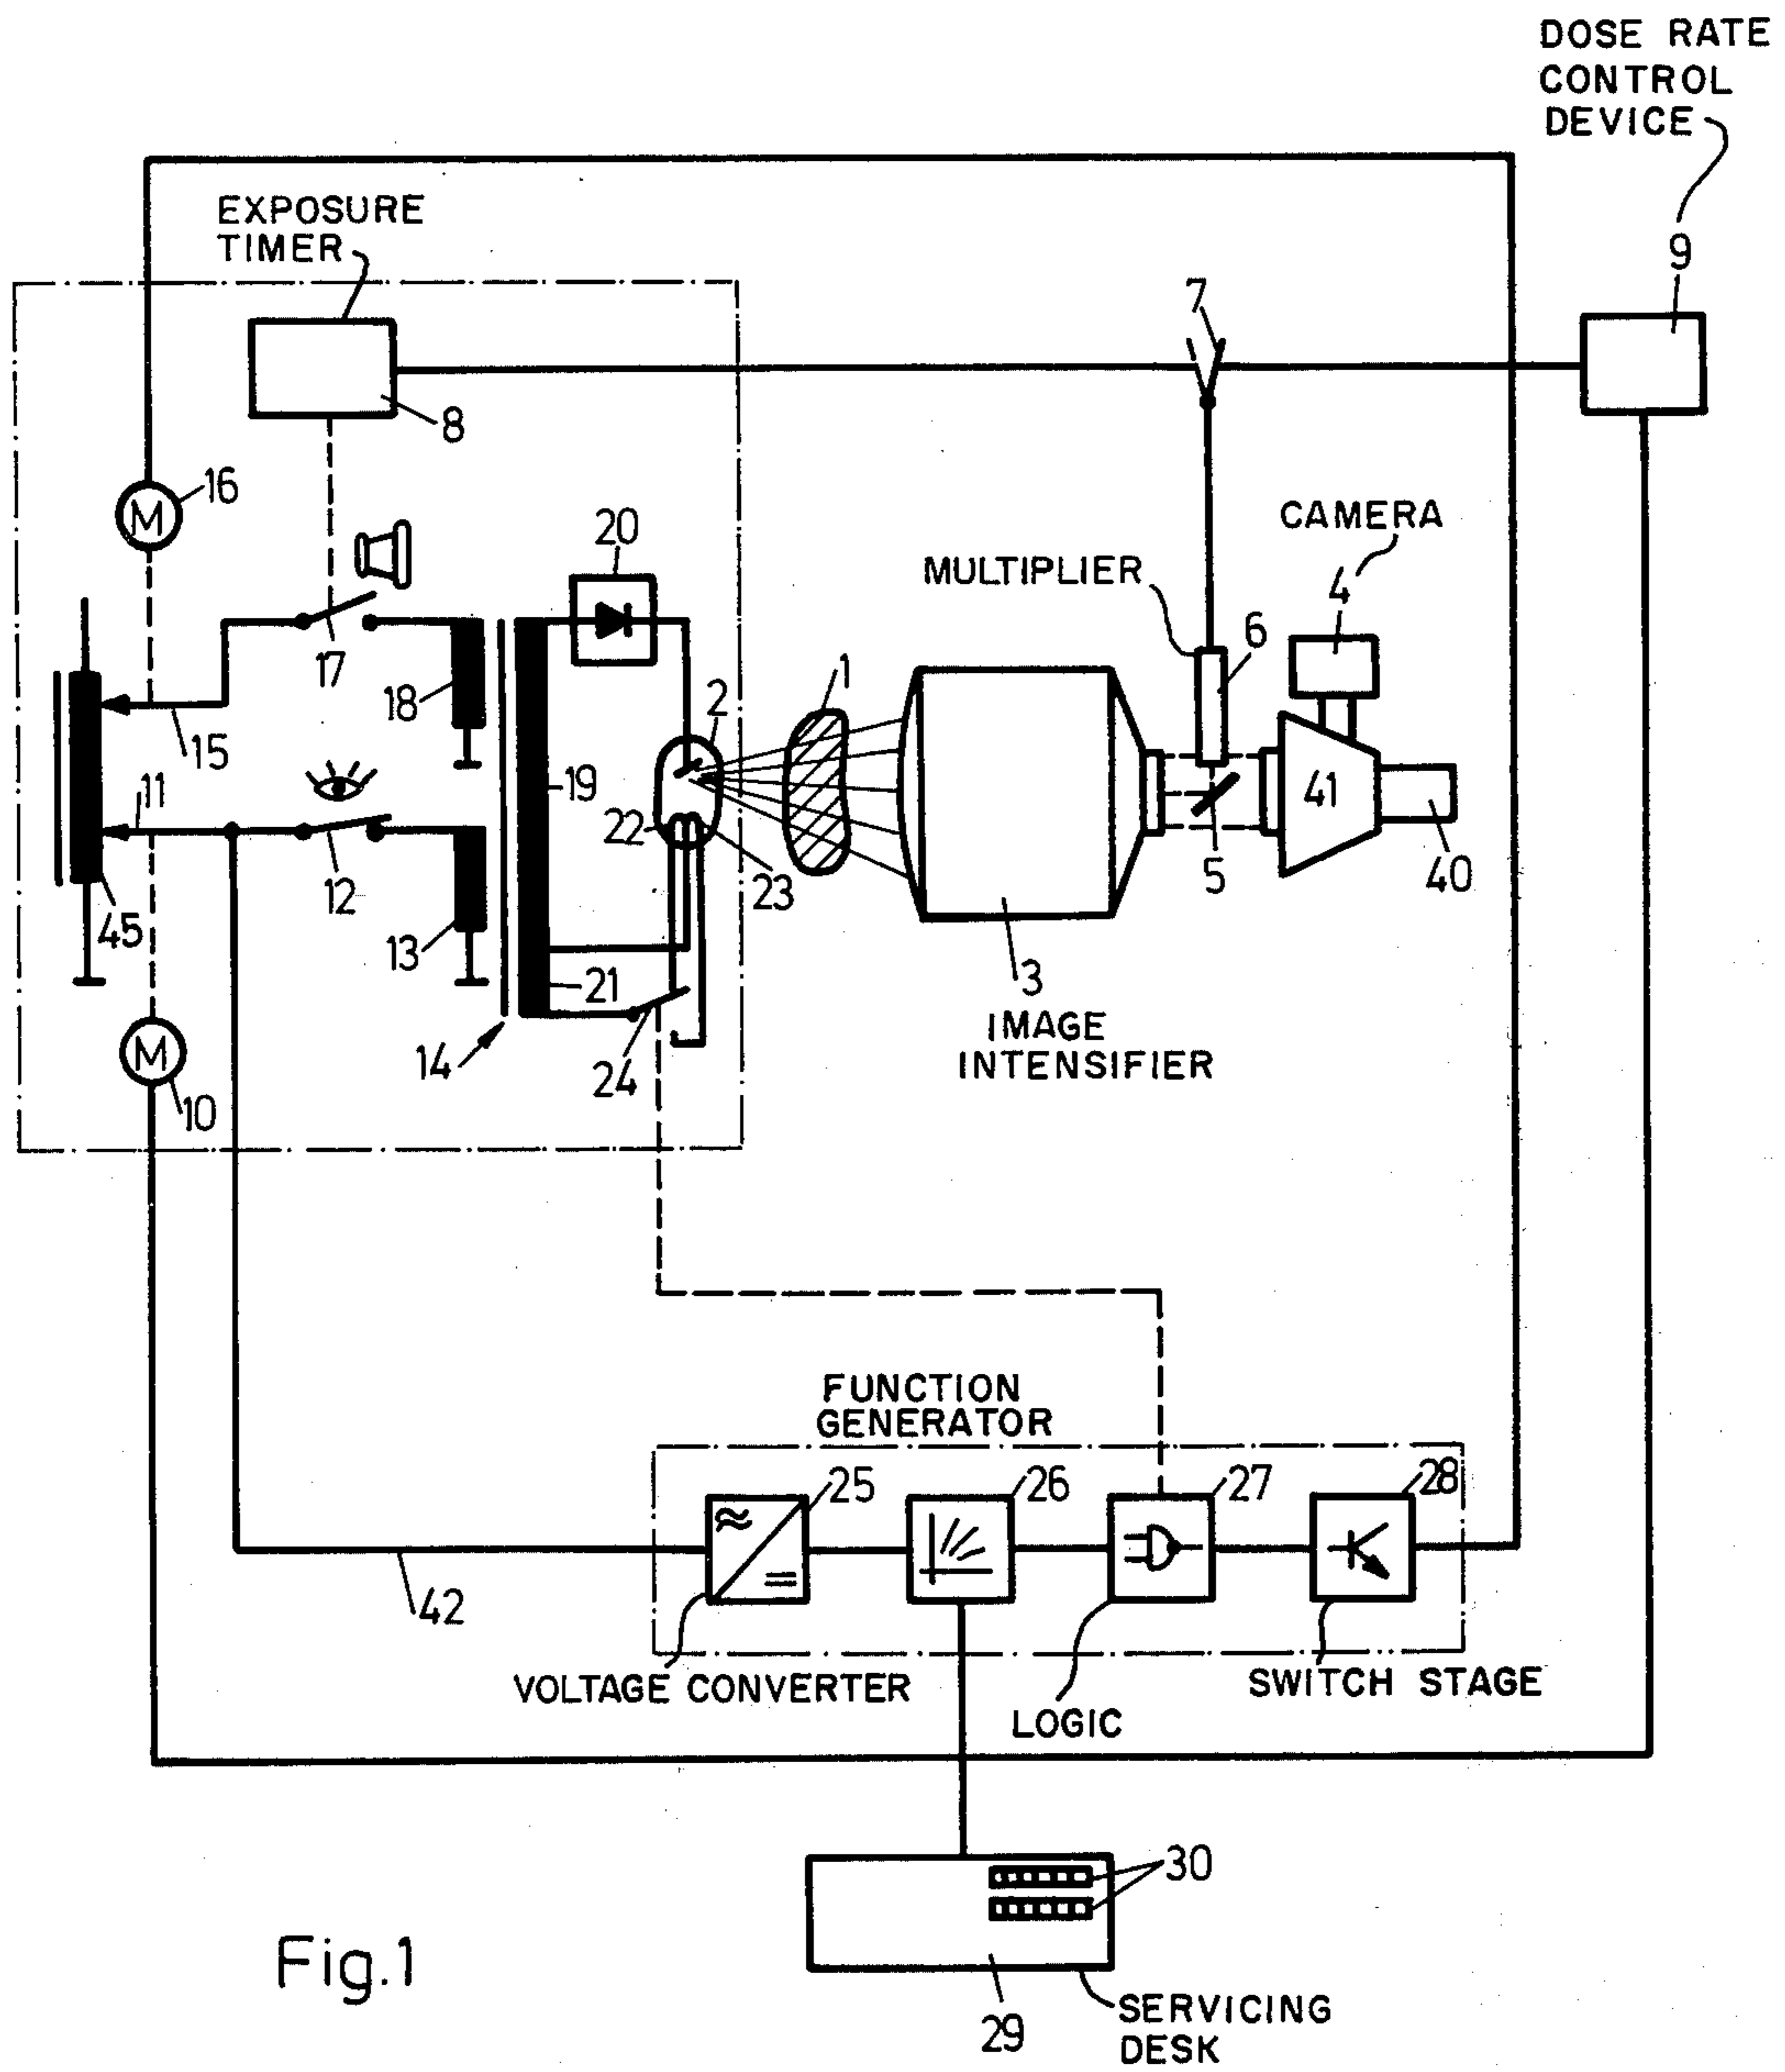 DOSE RATE
CONTROL
DEVICE
9
EXPOSURE
TIMER
8
7
16
M
17
20
18
15
11
12
45
13
19
21
22
23
24
14
M
10
2
1
3
IMAGE
INTENSIFIER
MULTIPLIER
6
CAMERA
4
5
41
40
FUNCTION
GENERATOR
25
26
27
28
42
VOLTAGE CONVERTER
LOGIC
SWITCH STAGE
30
29
SERVICING
DESK
Fig.1